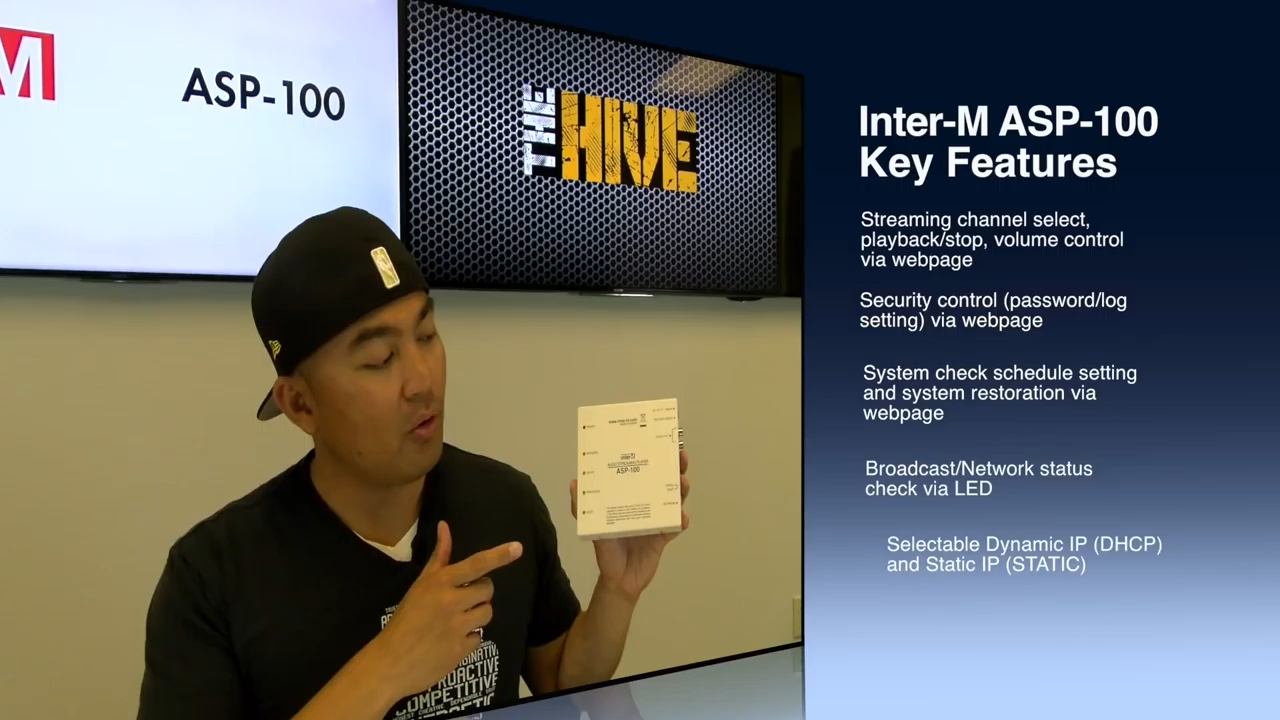 M
ASP-100
THE
HIVE
Inter-M ASP-100
Key Features
Streaming channel select,
playback/stop, volume control
via webpage
Security control (password/log
setting) via webpage
System check schedule setting
and system restoration via
webpage
Broadcast/Network status
check via LED
Selectable Dynamic IP (DHCP)
and Static IP (STATIC)
inter-M
ASP-100
PROACTIVE
COMPETITIVE